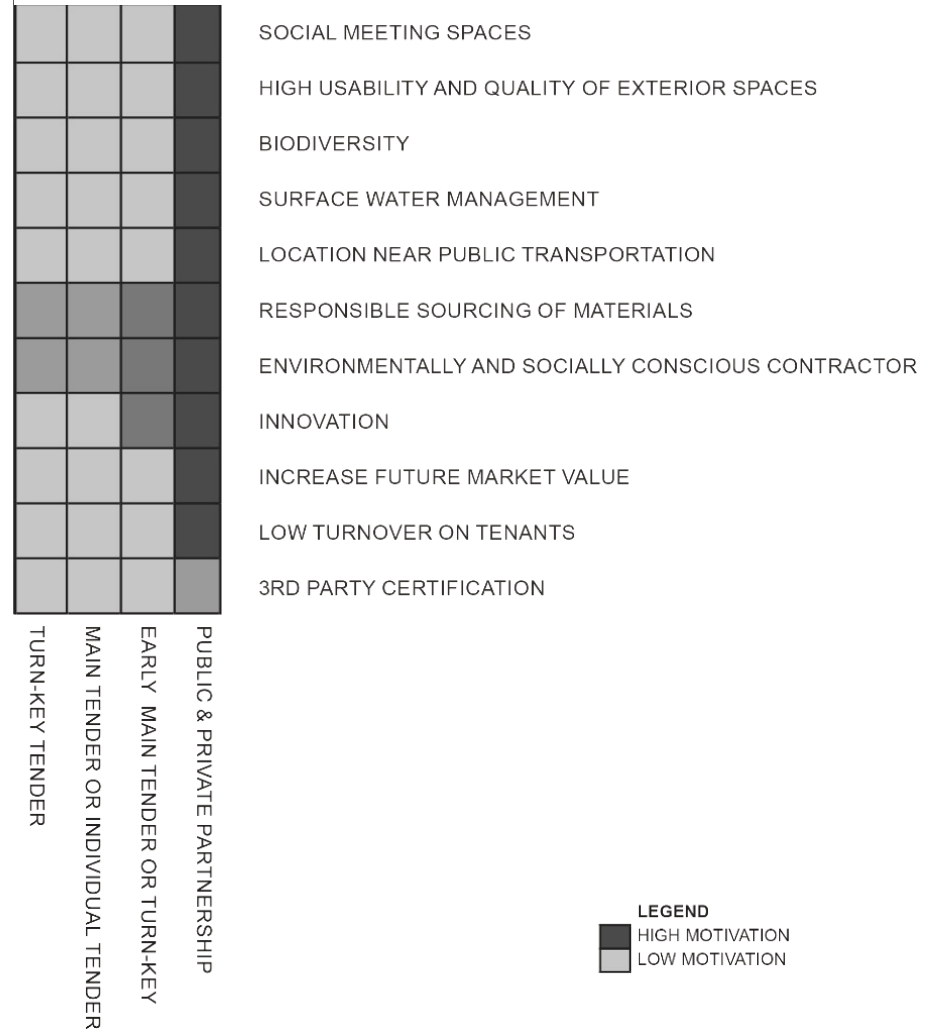 SOCIAL MEETING SPACES
HIGH USABILITY AND QUALITY OF EXTERIOR SPACES
BIODIVERSITY
SURFACE WATER MANAGEMENT
LOCATION NEAR PUBLIC TRANSPORTATION
RESPONSIBLE SOURCING OF MATERIALS
ENVIRONMENTALLY AND SOCIALLY CONSCIOUS CONTRACTOR
INNOVATION
INCREASE FUTURE MARKET VALUE
LOW TURNOVER ON TENANTS
3RD PARTY CERTIFICATION
TURN-KEY TENDER
MAIN TENDER OR INDIVIDUAL TENDER
EARLY MAIN TENDER OR TURN-KEY
PUBLIC & PRIVATE PARTNERSHIP
LEGEND
HIGH MOTIVATION
LOW MOTIVATION